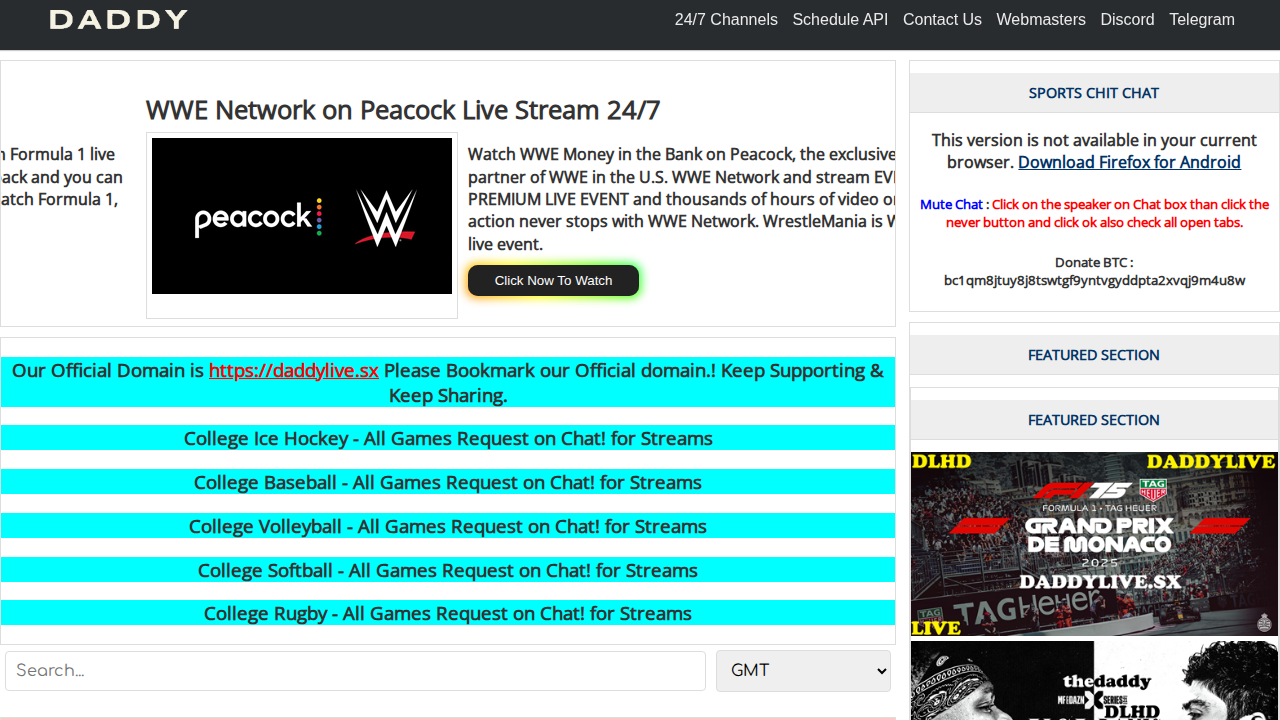 DADDY
24/7 Channels Schedule API Contact Us Webmasters Discord Telegram
WWE Network on Peacock Live Stream 24/7
Formula 1 live
ack and you can
atch Formula 1,
peacock W
Watch WWE Money in the Bank on Peacock, the exclusive
partner of WWE in the U.S. WWE Network and stream
PREMIUM LIVE EVENT and thousands of hours of video
action never stops with WWE Network. WrestleMania is
live event.
Click Now To Watch
Our Official Domain is https://daddylive.sx Please Bookmark our Official domain.! Keep Supporting &
Keep Sharing.
College Ice Hockey - All Games Request on Chat! for Streams
College Baseball - All Games Request on Chat! for Streams
College Volleyball - All Games Request on Chat! for Streams
College Softball - All Games Request on Chat! for Streams
College Rugby - All Games Request on Chat! for Streams
Search...
GMT
SPORTS CHIT CHAT
This version is not available in your current
browser. Download Firefox for Android
Mute Chat : Click on the speaker on Chat box than click the
never button and click ok also check all open tabs.
Donate BTC :
bc1qm8jtuy8j8tswtgf9yntvgyddpta2xvqj9m4u8w
FEATURED SECTION
FEATURED SECTION
DLHD DADDYLIVE
F1 75 TAG HEUER
FORMULA 1 • TAG HEUER
GRAND PRIX
DE MONACO
2025
DADDYLIVE.SX
TAGHeuer
LIVE
thedaddy
DLHD